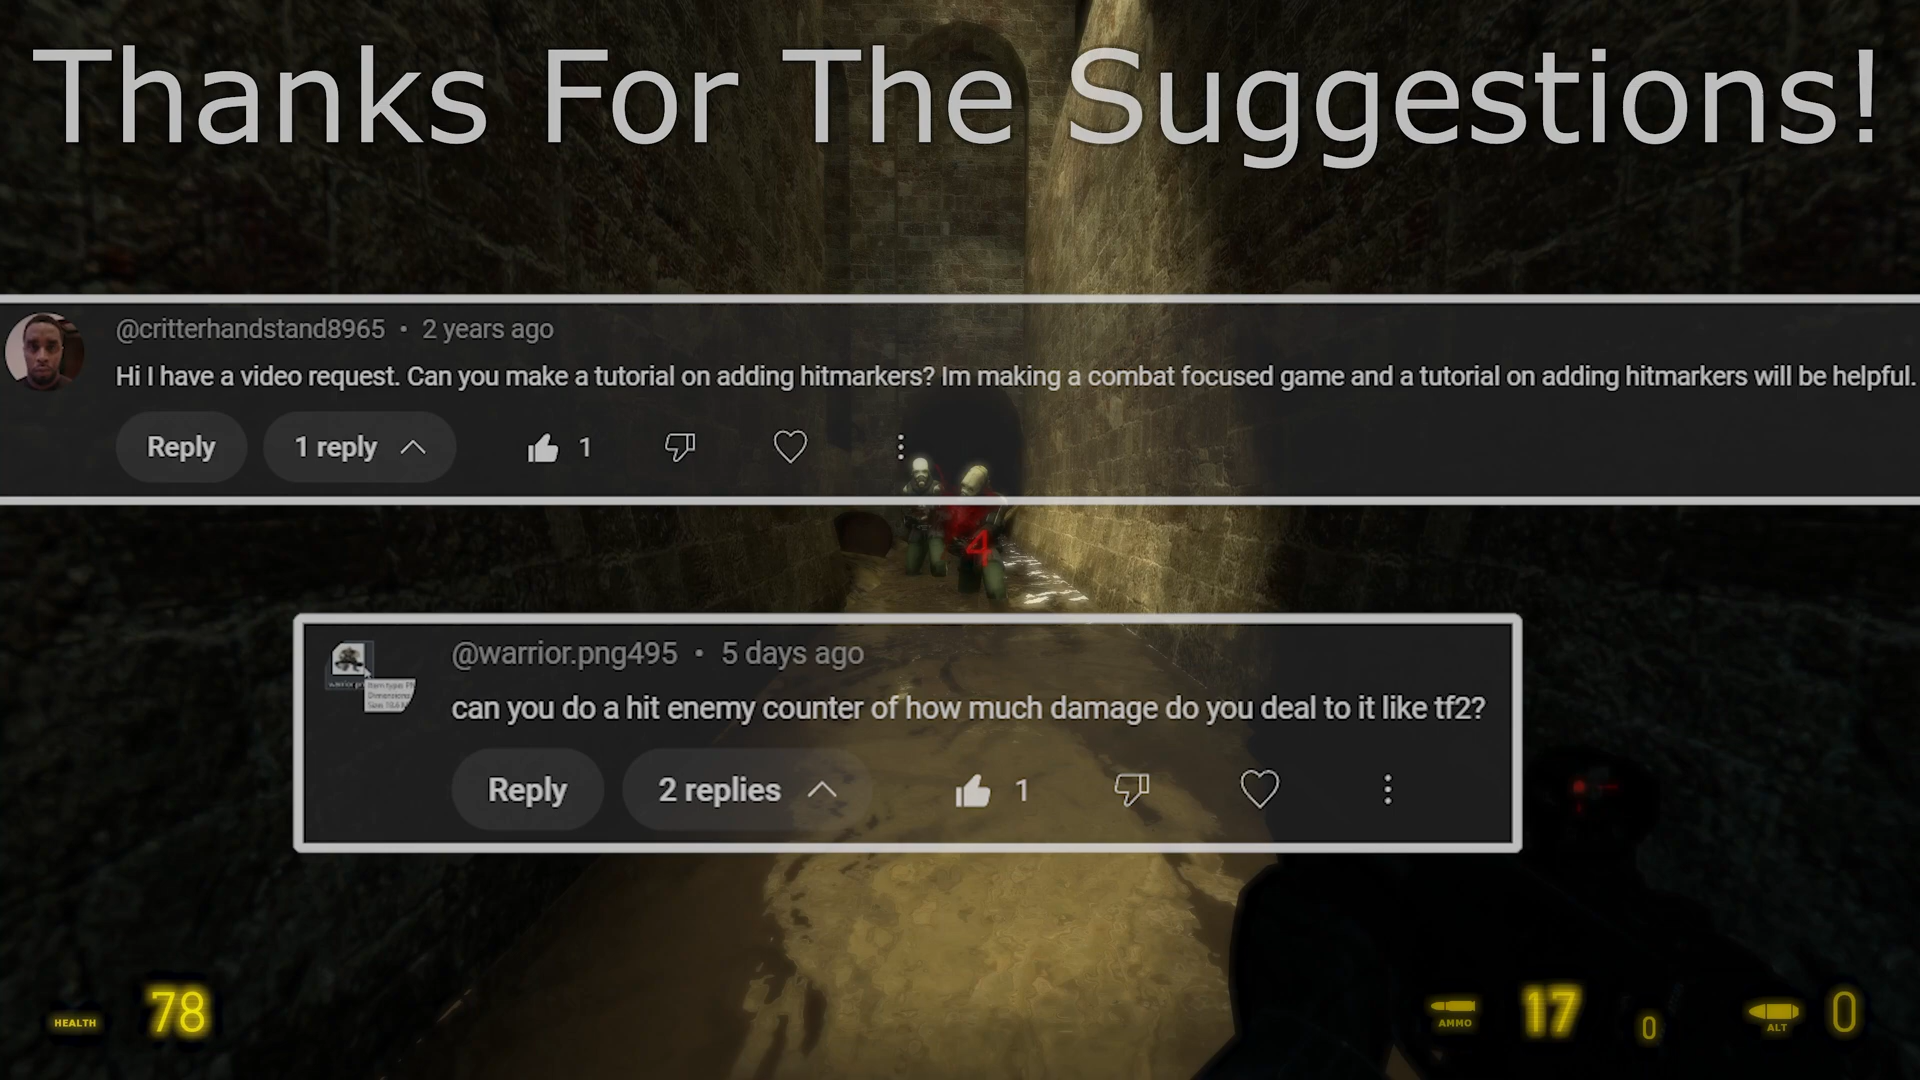 Thanks For The Suggestions!
@critterhandstand8965 • 2 years ago
Hi I have a video request. Can you make a tutorial on adding hitmarkers? Im making a combat focused game and a tutorial on adding hitmarkers will be helpful.
Reply 1 reply 1
4
@warrior.png495 • 5 days ago
can you do a hit enemy counter of how much damage do you deal to it like tf2?
Reply 2 replies 1
HEALTH 78
AMMO 17 0 ALT 0